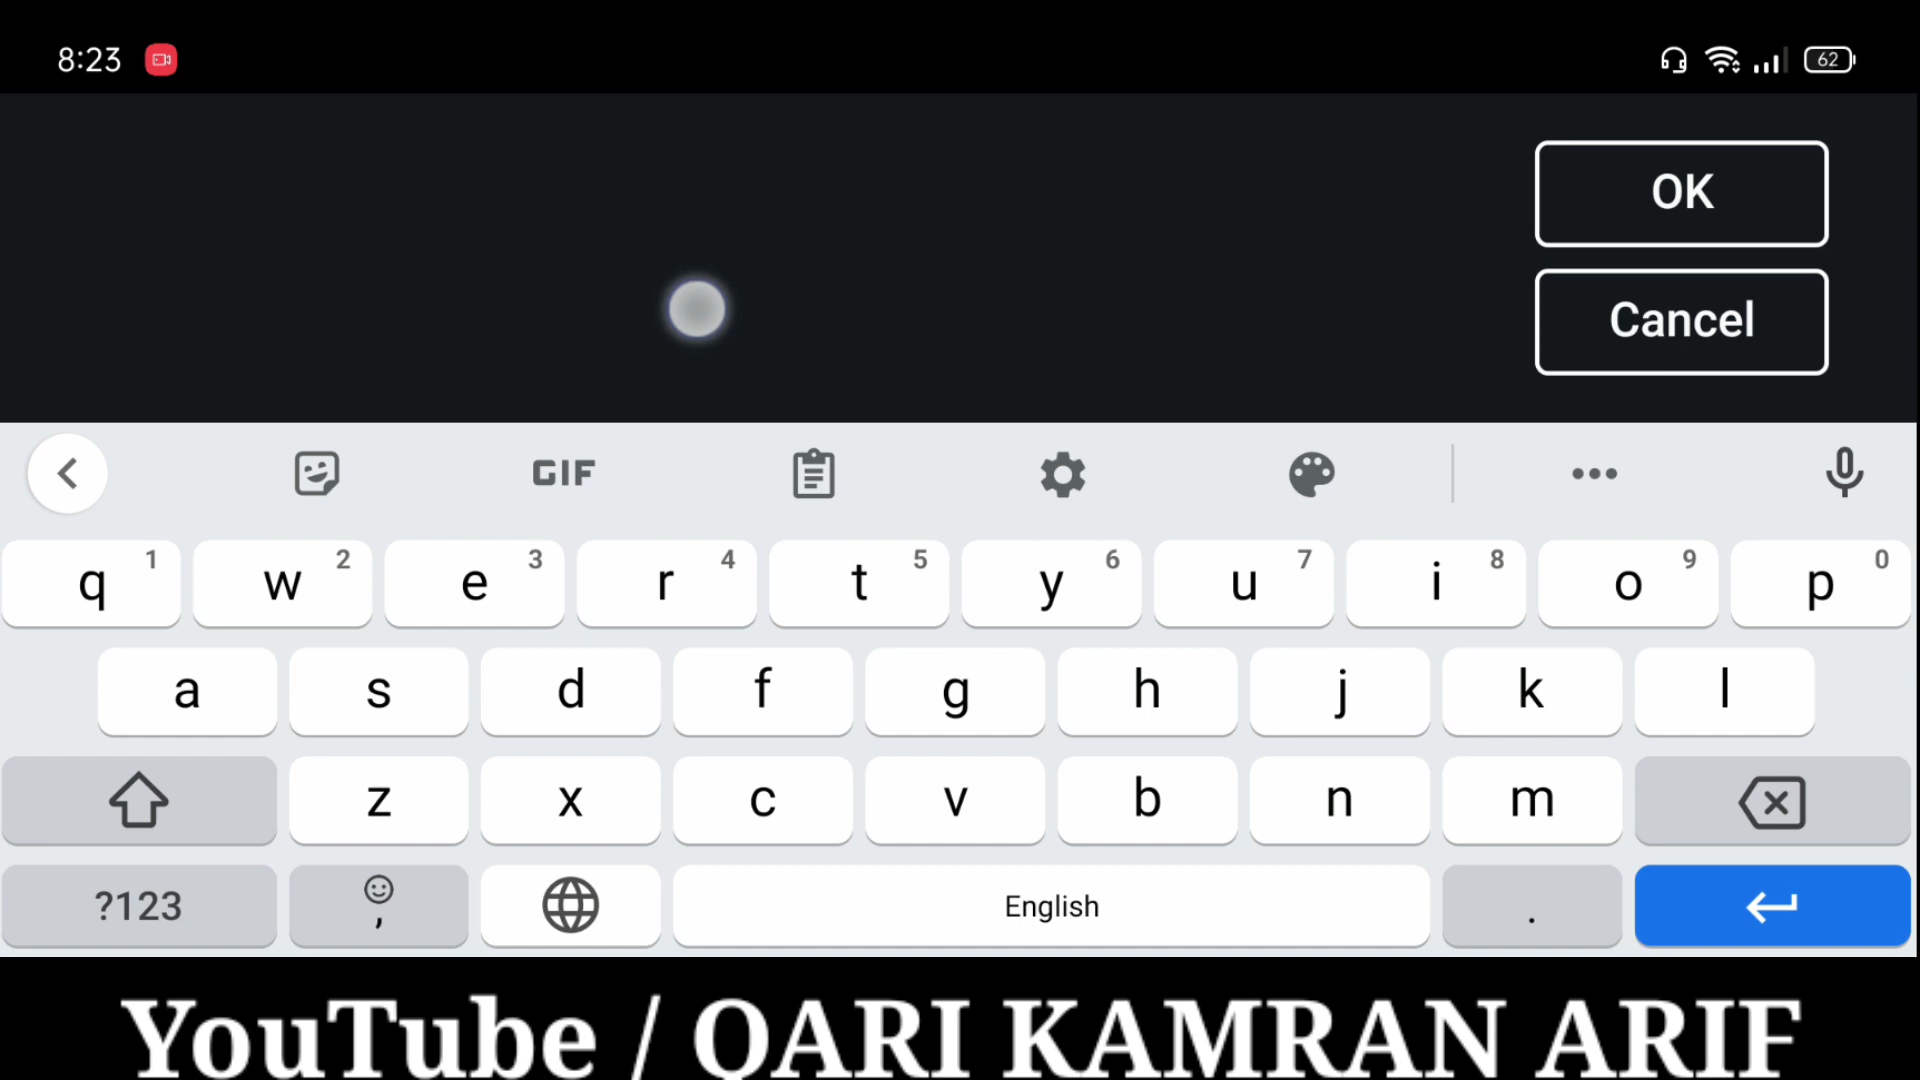 8:23
62
OK
Cancel
GIF
q 1 w 2 e 3 r 4 t 5 y 6 u 7 i 8 o 9 p 0
a s d f g h j k l
z x c v b n m
?123 , English .
YouTube / QARI KAMRAN ARIF